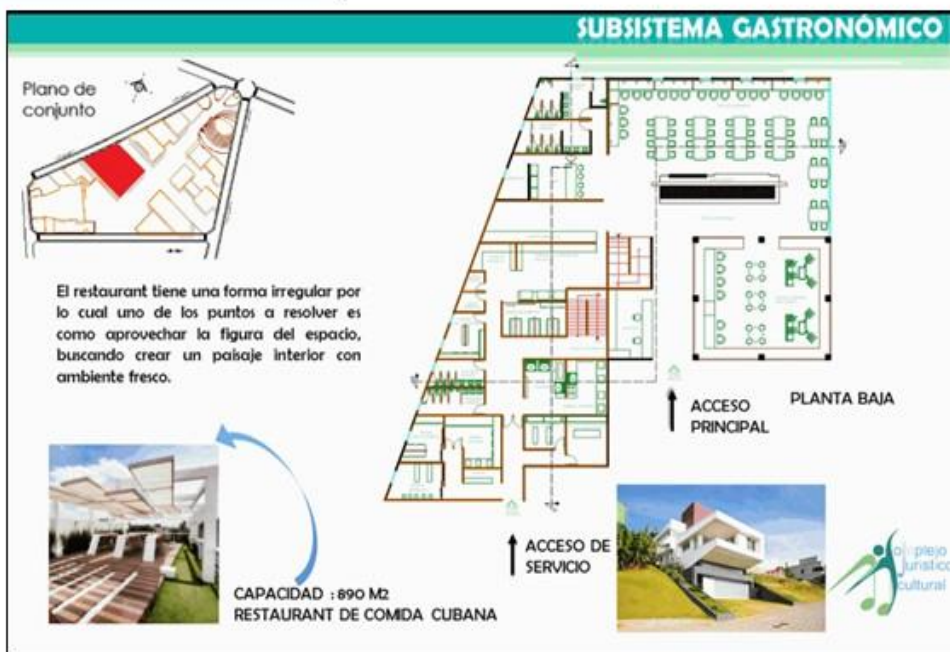 SUBSISTEMA GASTRONÓMICO
Plano de
conjunto
El restaurant tiene una forma irregular por
lo cual uno de los puntos a resolver es
como aprovechar la figura del espacio,
buscando crear un paisaje interior con
ambiente fresco.
ACCESO
PRINCIPAL
PLANTA BAJA
ACCESO DE
SERVICIO
CAPACIDAD : 890 M2
RESTAURANT DE COMIDA CUBANA
cultural